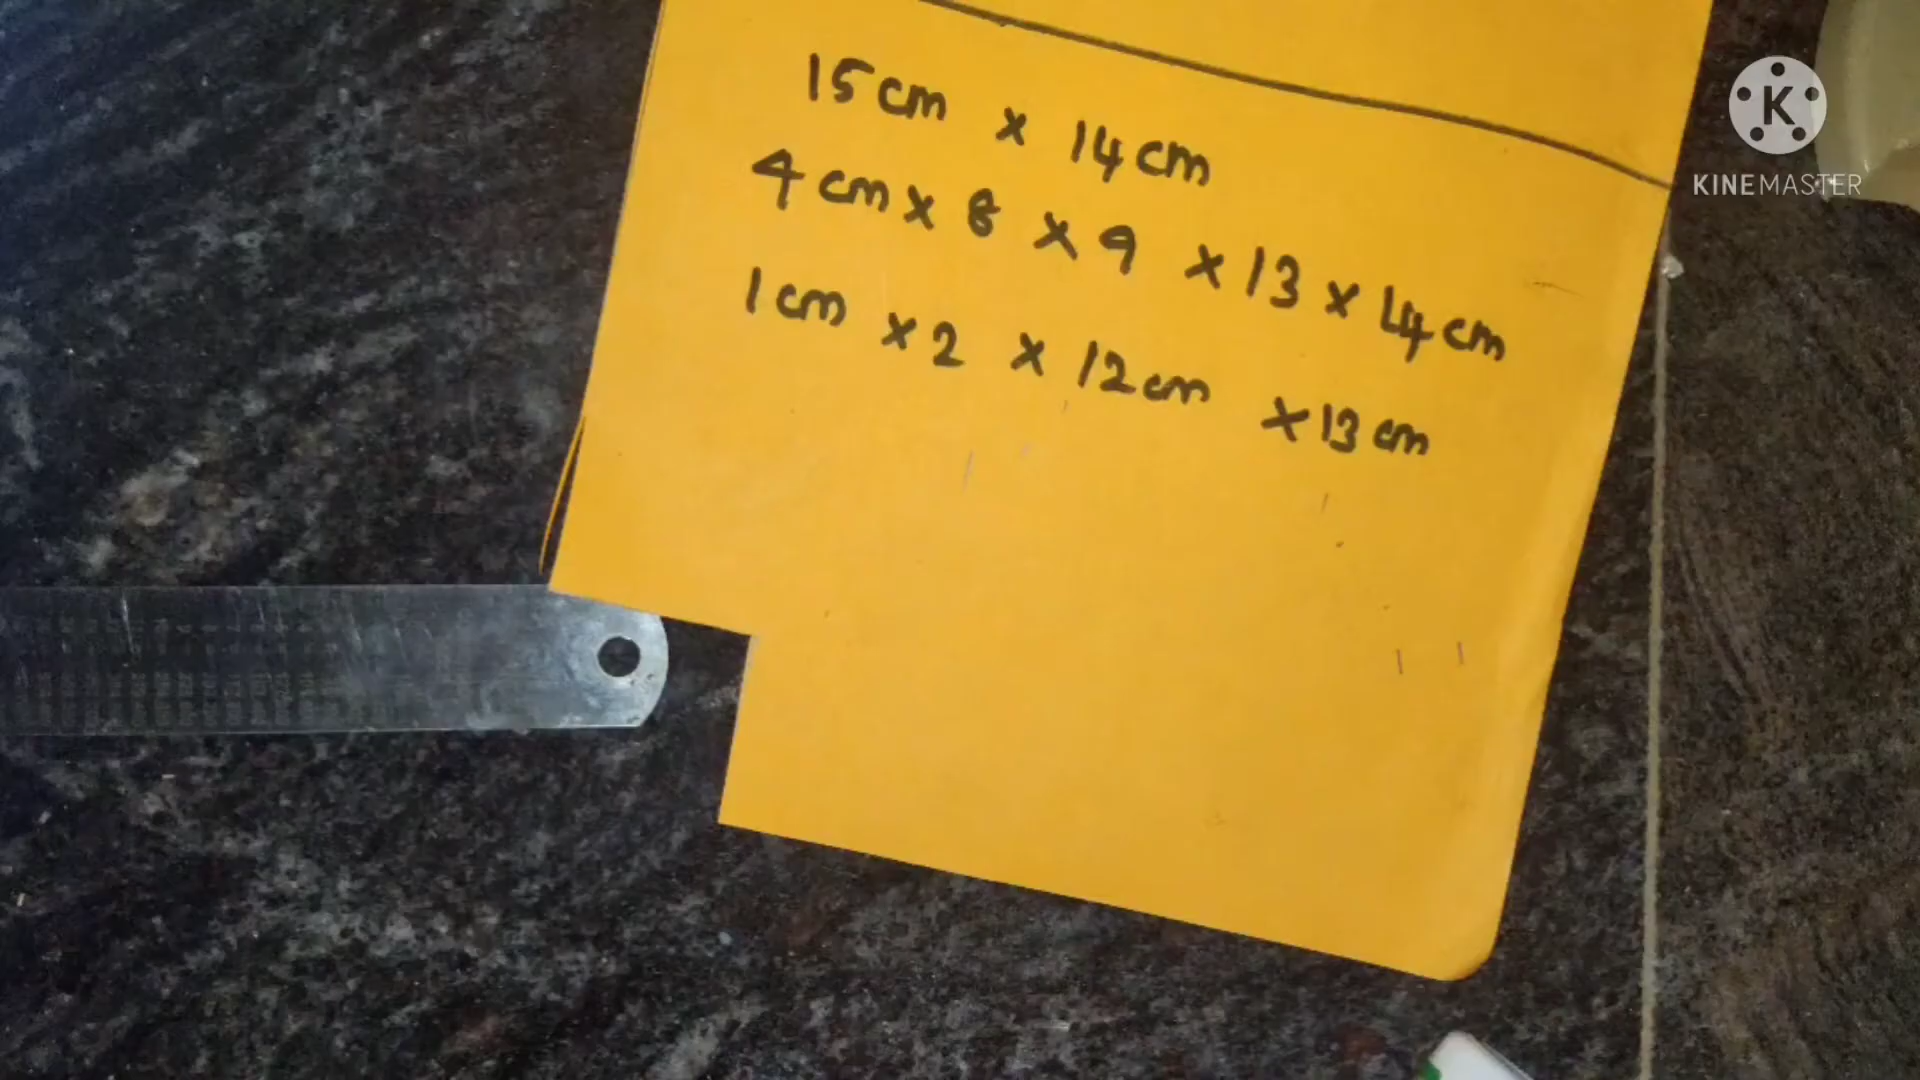 15cm x 14cm
4cm x 8 x 9 x 13 x 14cm
1cm x 2 x 12cm x 13cm
K
KINEMASTER